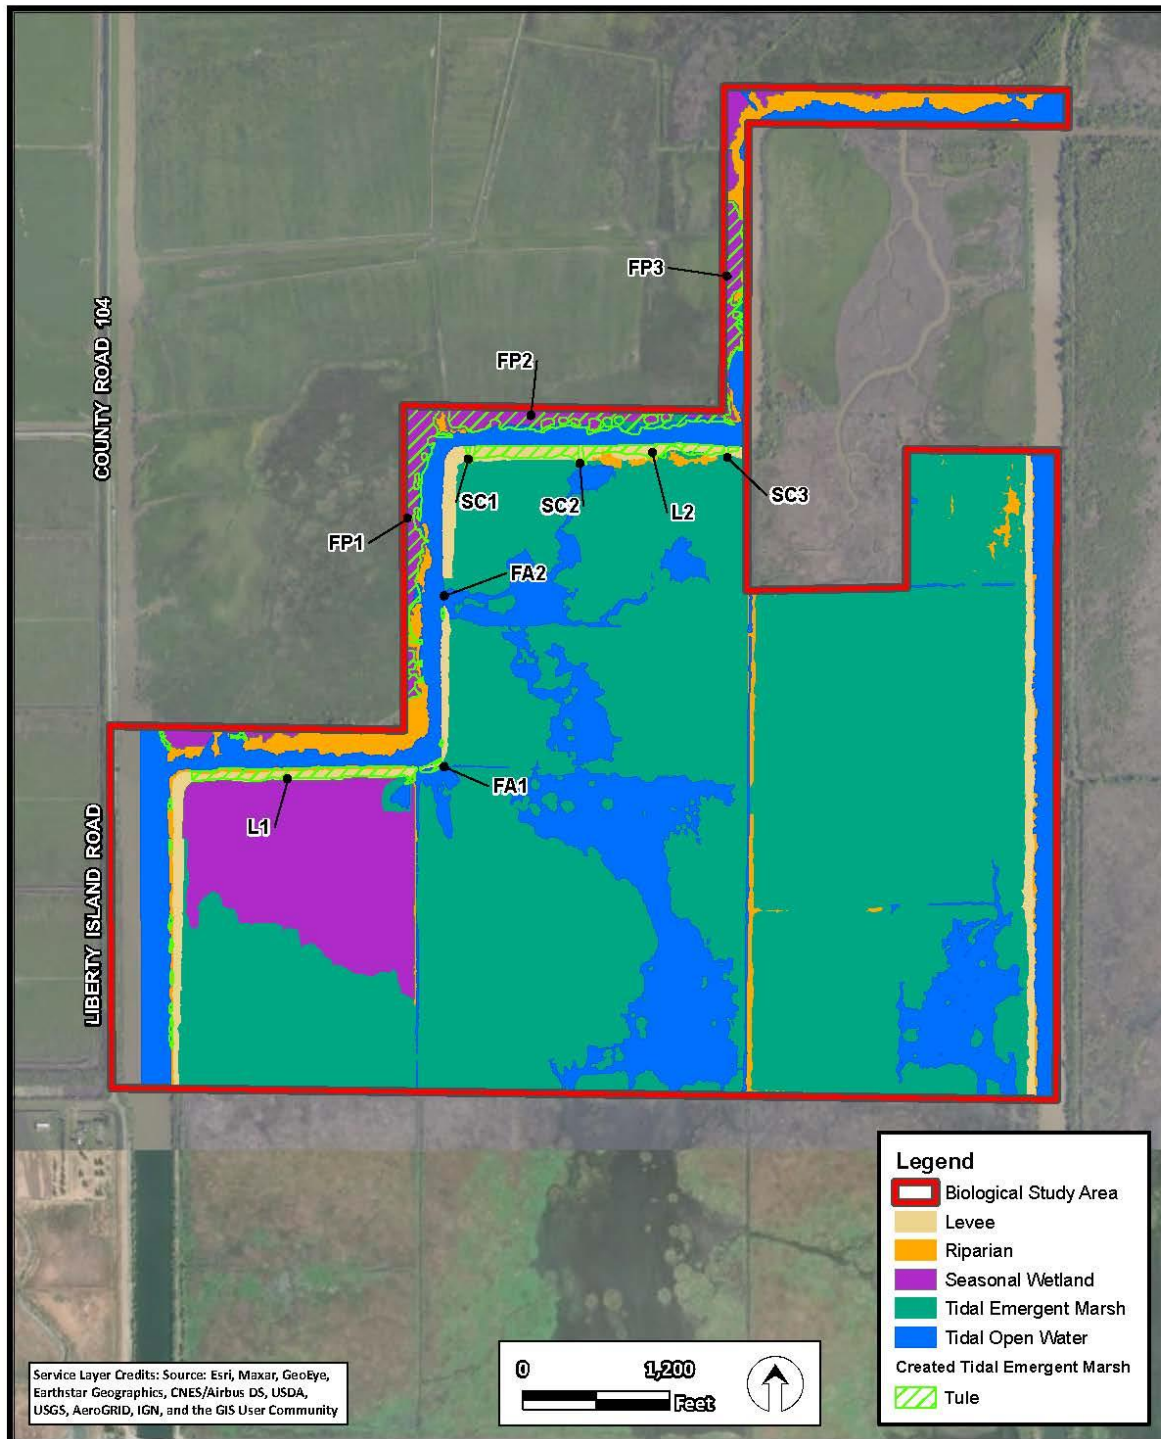 FP3
COUNTY ROAD 104
FP2
SC1
SC2
L2
SC3
FP1
FA2
FA1
L1
LIBERTY ISLAND ROAD
Legend
Biological Study Area
Levee
Riparian
Seasonal Wetland
Tidal Emergent Marsh
Tidal Open Water
Created Tidal Emergent Marsh
Tule
0 1,200
Feet
Service Layer Credits: Source: Esri, Maxar, GeoEye,
Earthstar Geographics, CNES/Airbus DS, USDA,
USGS, AeroGRID, IGN, and the GIS User Community